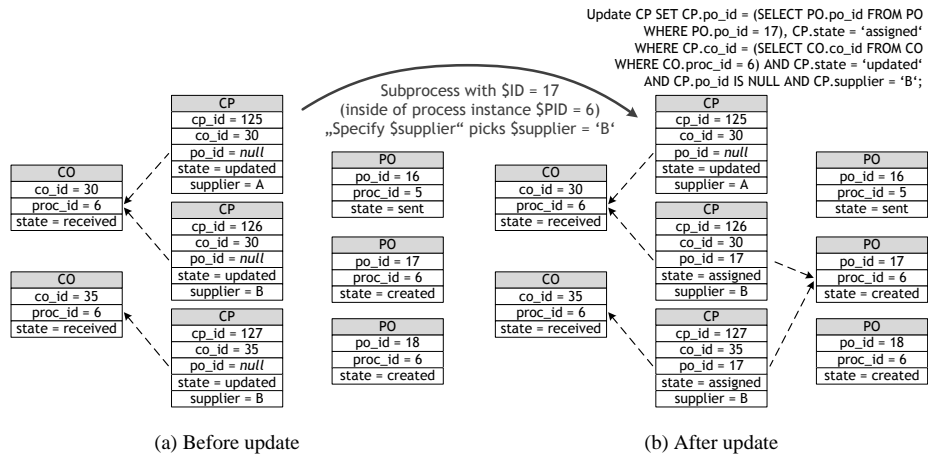 Update CP SET CP.po_id = (SELECT PO.po_id FROM PO
WHERE PO.po_id = 17), CP.state = ‘assigned‘
WHERE CP.co_id = (SELECT CO.co_id FROM CO
WHERE CO.proc_id = 6) AND CP.state = ‘updated‘
AND CP.po_id IS NULL AND CP.supplier = ‘B‘;
Subprocess with $ID = 17
(inside of process instance $PID = 6)
„Specify $supplier“ picks $supplier = ‘B‘
CO
co_id = 30
proc_id = 6
state = received
CO
co_id = 35
proc_id = 6
state = received
CP
cp_id = 125
co_id = 30
po_id = null
state = updated
supplier = A
CP
cp_id = 126
co_id = 30
po_id = null
state = updated
supplier = B
CP
cp_id = 127
co_id = 35
po_id = null
state = updated
supplier = B
PO
po_id = 16
proc_id = 5
state = sent
PO
po_id = 17
proc_id = 6
state = created
PO
po_id = 18
proc_id = 6
state = created
(a) Before update
CO
co_id = 30
proc_id = 6
state = received
CO
co_id = 35
proc_id = 6
state = received
CP
cp_id = 125
co_id = 30
po_id = null
state = updated
supplier = A
CP
cp_id = 126
co_id = 30
po_id = 17
state = assigned
supplier = B
CP
cp_id = 127
co_id = 35
po_id = 17
state = assigned
supplier = B
PO
po_id = 16
proc_id = 5
state = sent
PO
po_id = 17
proc_id = 6
state = created
PO
po_id = 18
proc_id = 6
state = created
(b) After update